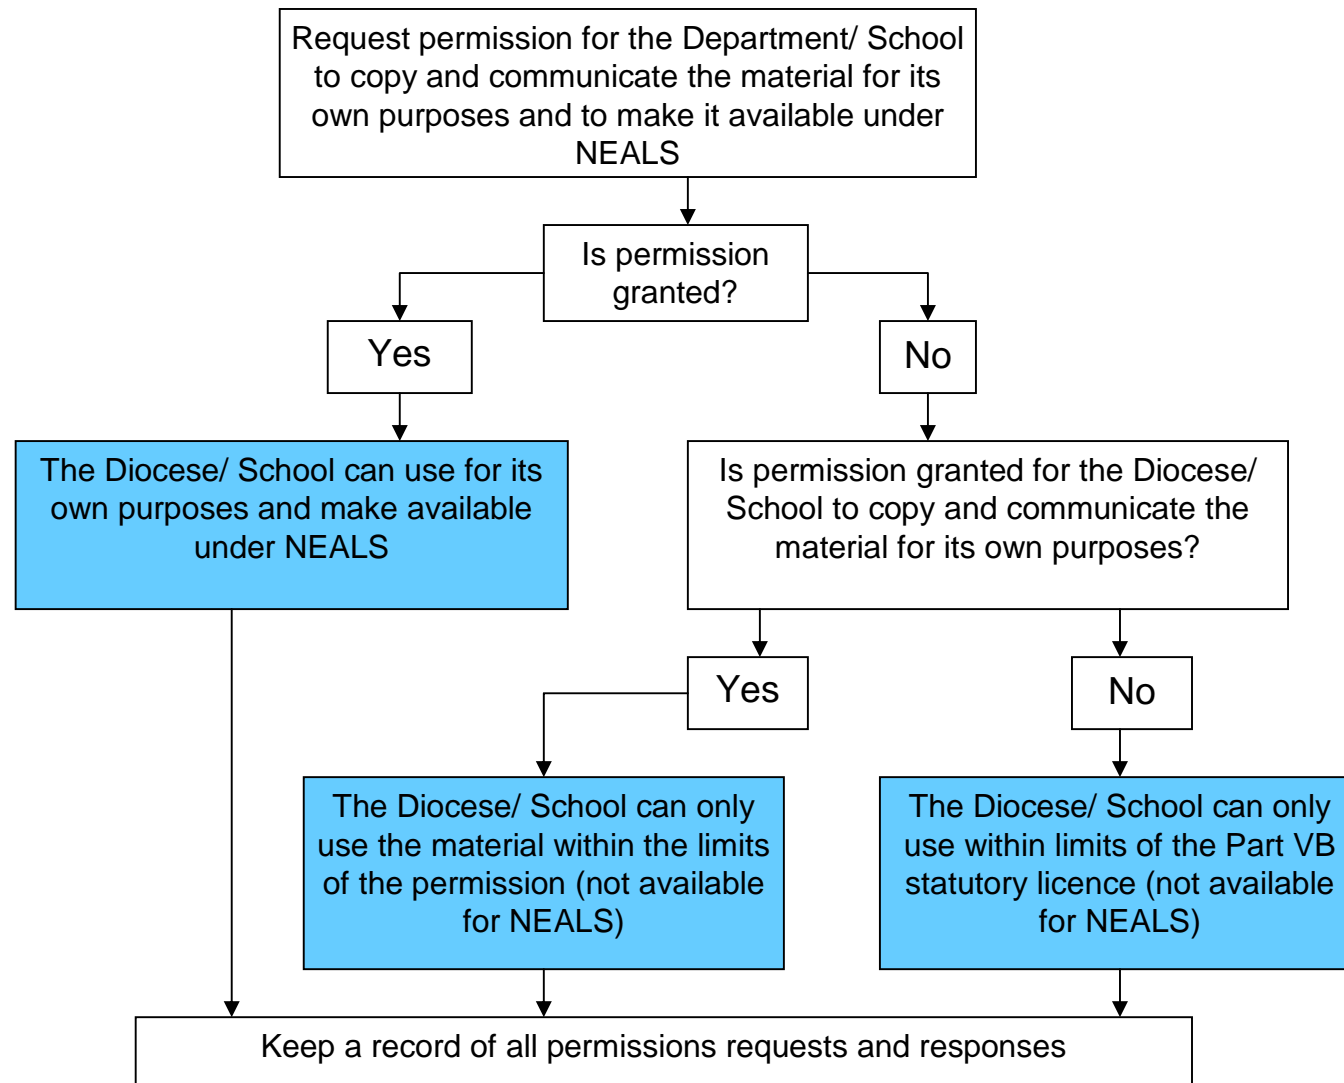 Request permission for the Department/ School
to copy and communicate the material for its
own purposes and to make it available under
NEALS
Is permission
granted?
Yes
No
The Diocese/ School can use for its
own purposes and make available
under NEALS
Is permission granted for the Diocese/
School to copy and communicate the
material for its own purposes?
Yes
No
The Diocese/ School can only
use the material within the limits
of the permission (not available
for NEALS)
The Diocese/ School can only
use within limits of the Part VB
statutory licence (not available
for NEALS)
Keep a record of all permissions requests and responses